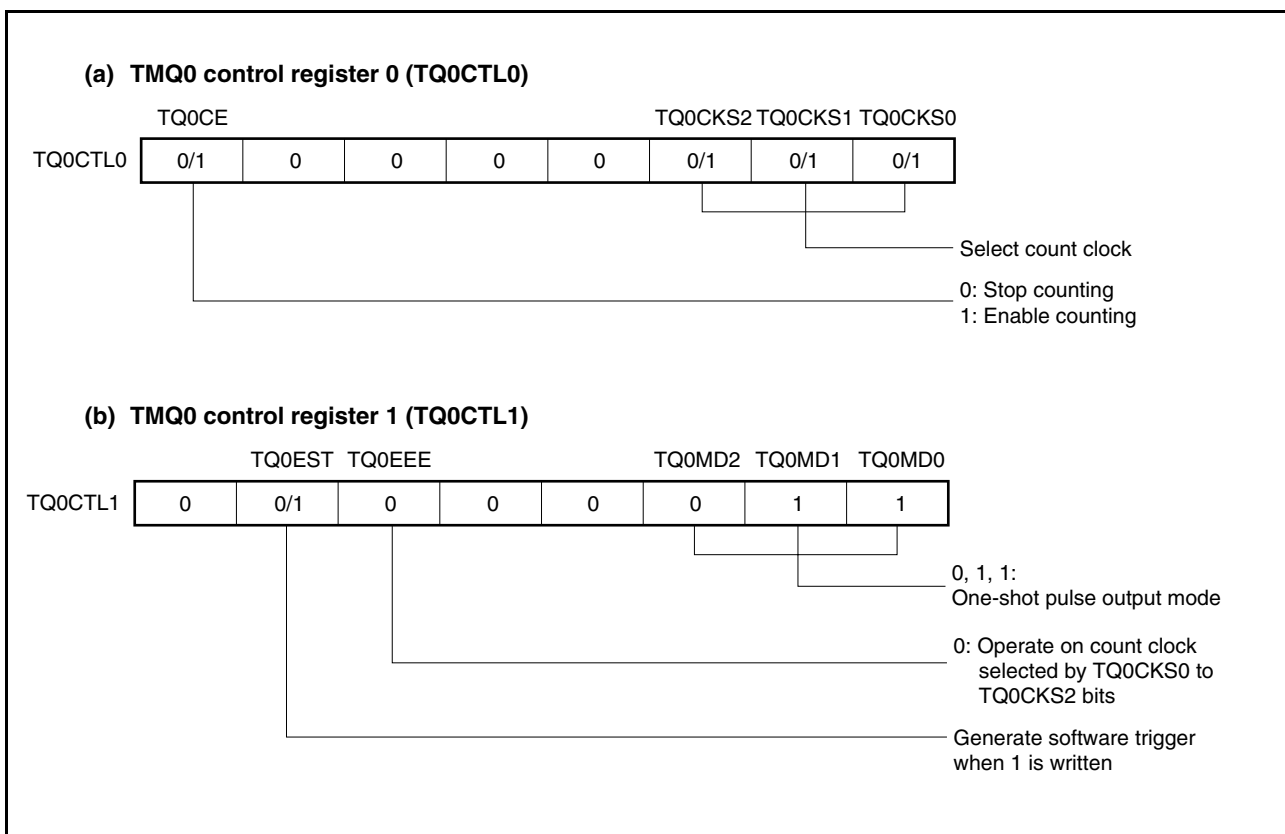 (a) TMQ0 control register 0 (TQ0CTL0)
TQ0CE TQ0CKS2 TQ0CKS1 TQ0CKS0
TQ0CTL0 0/1 0 0 0 0 0/1 0/1 0/1
Select count clock
0: Stop counting
1: Enable counting
(b) TMQ0 control register 1 (TQ0CTL1)
TQ0EST TQ0EEE TQ0MD2 TQ0MD1 TQ0MD0
TQ0CTL1 0 0/1 0 0 0 0 1 1
0, 1, 1:
One-shot pulse output mode
0: Operate on count clock
selected by TQ0CKS0 to
TQ0CKS2 bits
Generate software trigger
when 1 is written